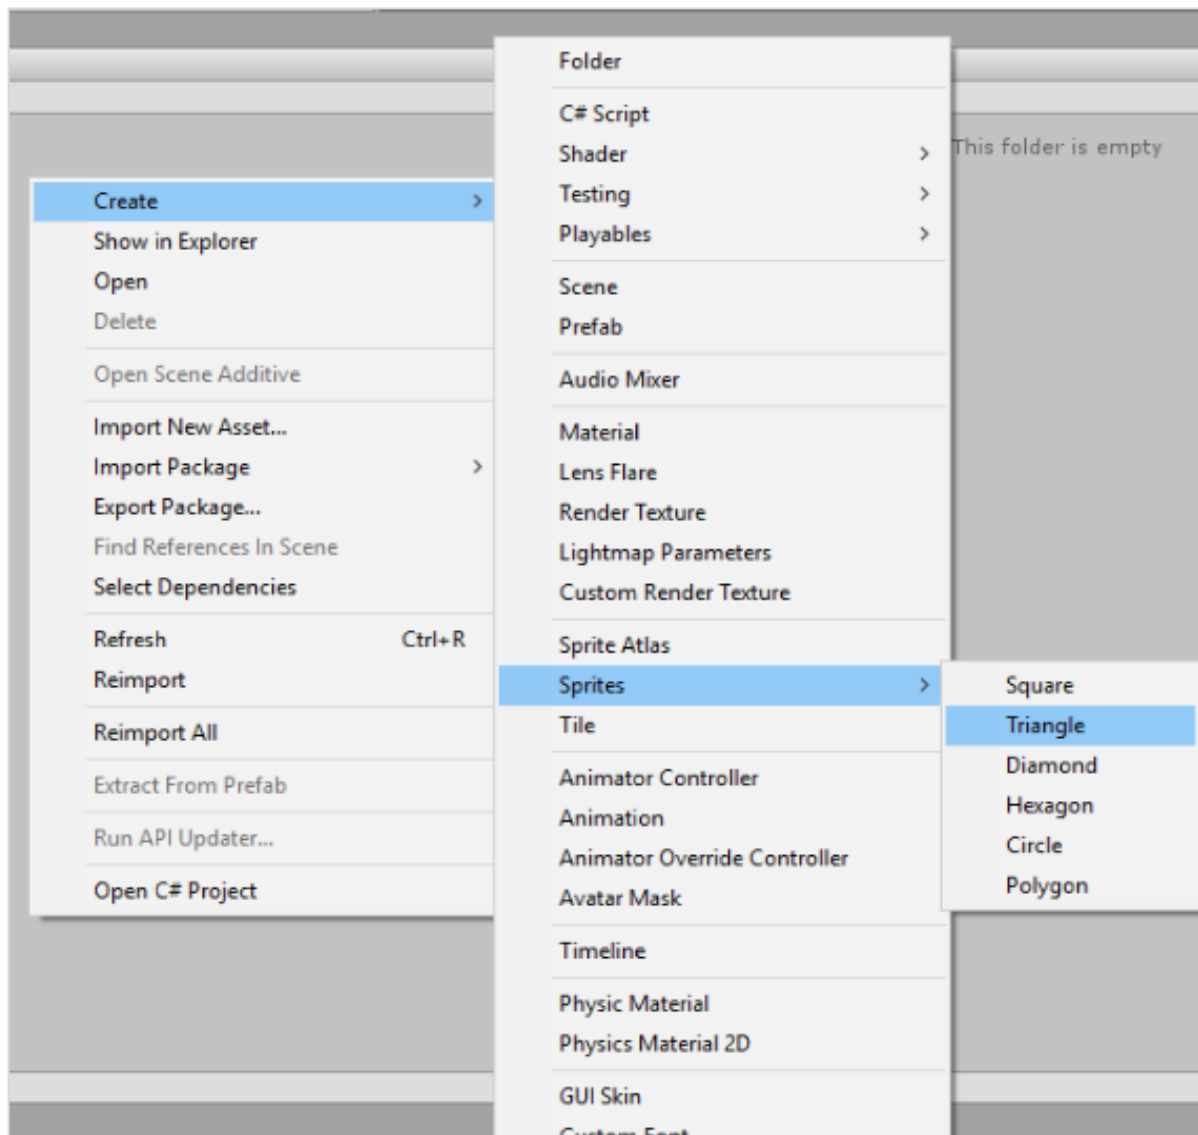 This folder is empty
Create
Show in Explorer
Open
Delete
Open Scene Additive
Import New Asset...
Import Package
Export Package...
Find References In Scene
Select Dependencies
Refresh Ctrl+R
Reimport
Reimport All
Extract From Prefab
Run API Updater...
Open C# Project
Folder
C# Script
Shader
Testing
Playables
Scene
Prefab
Audio Mixer
Material
Lens Flare
Render Texture
Lightmap Parameters
Custom Render Texture
Sprite Atlas
Sprites
Tile
Animator Controller
Animation
Animator Override Controller
Avatar Mask
Timeline
Physic Material
Physics Material 2D
GUI Skin
Custom Font
Square
Triangle
Diamond
Hexagon
Circle
Polygon